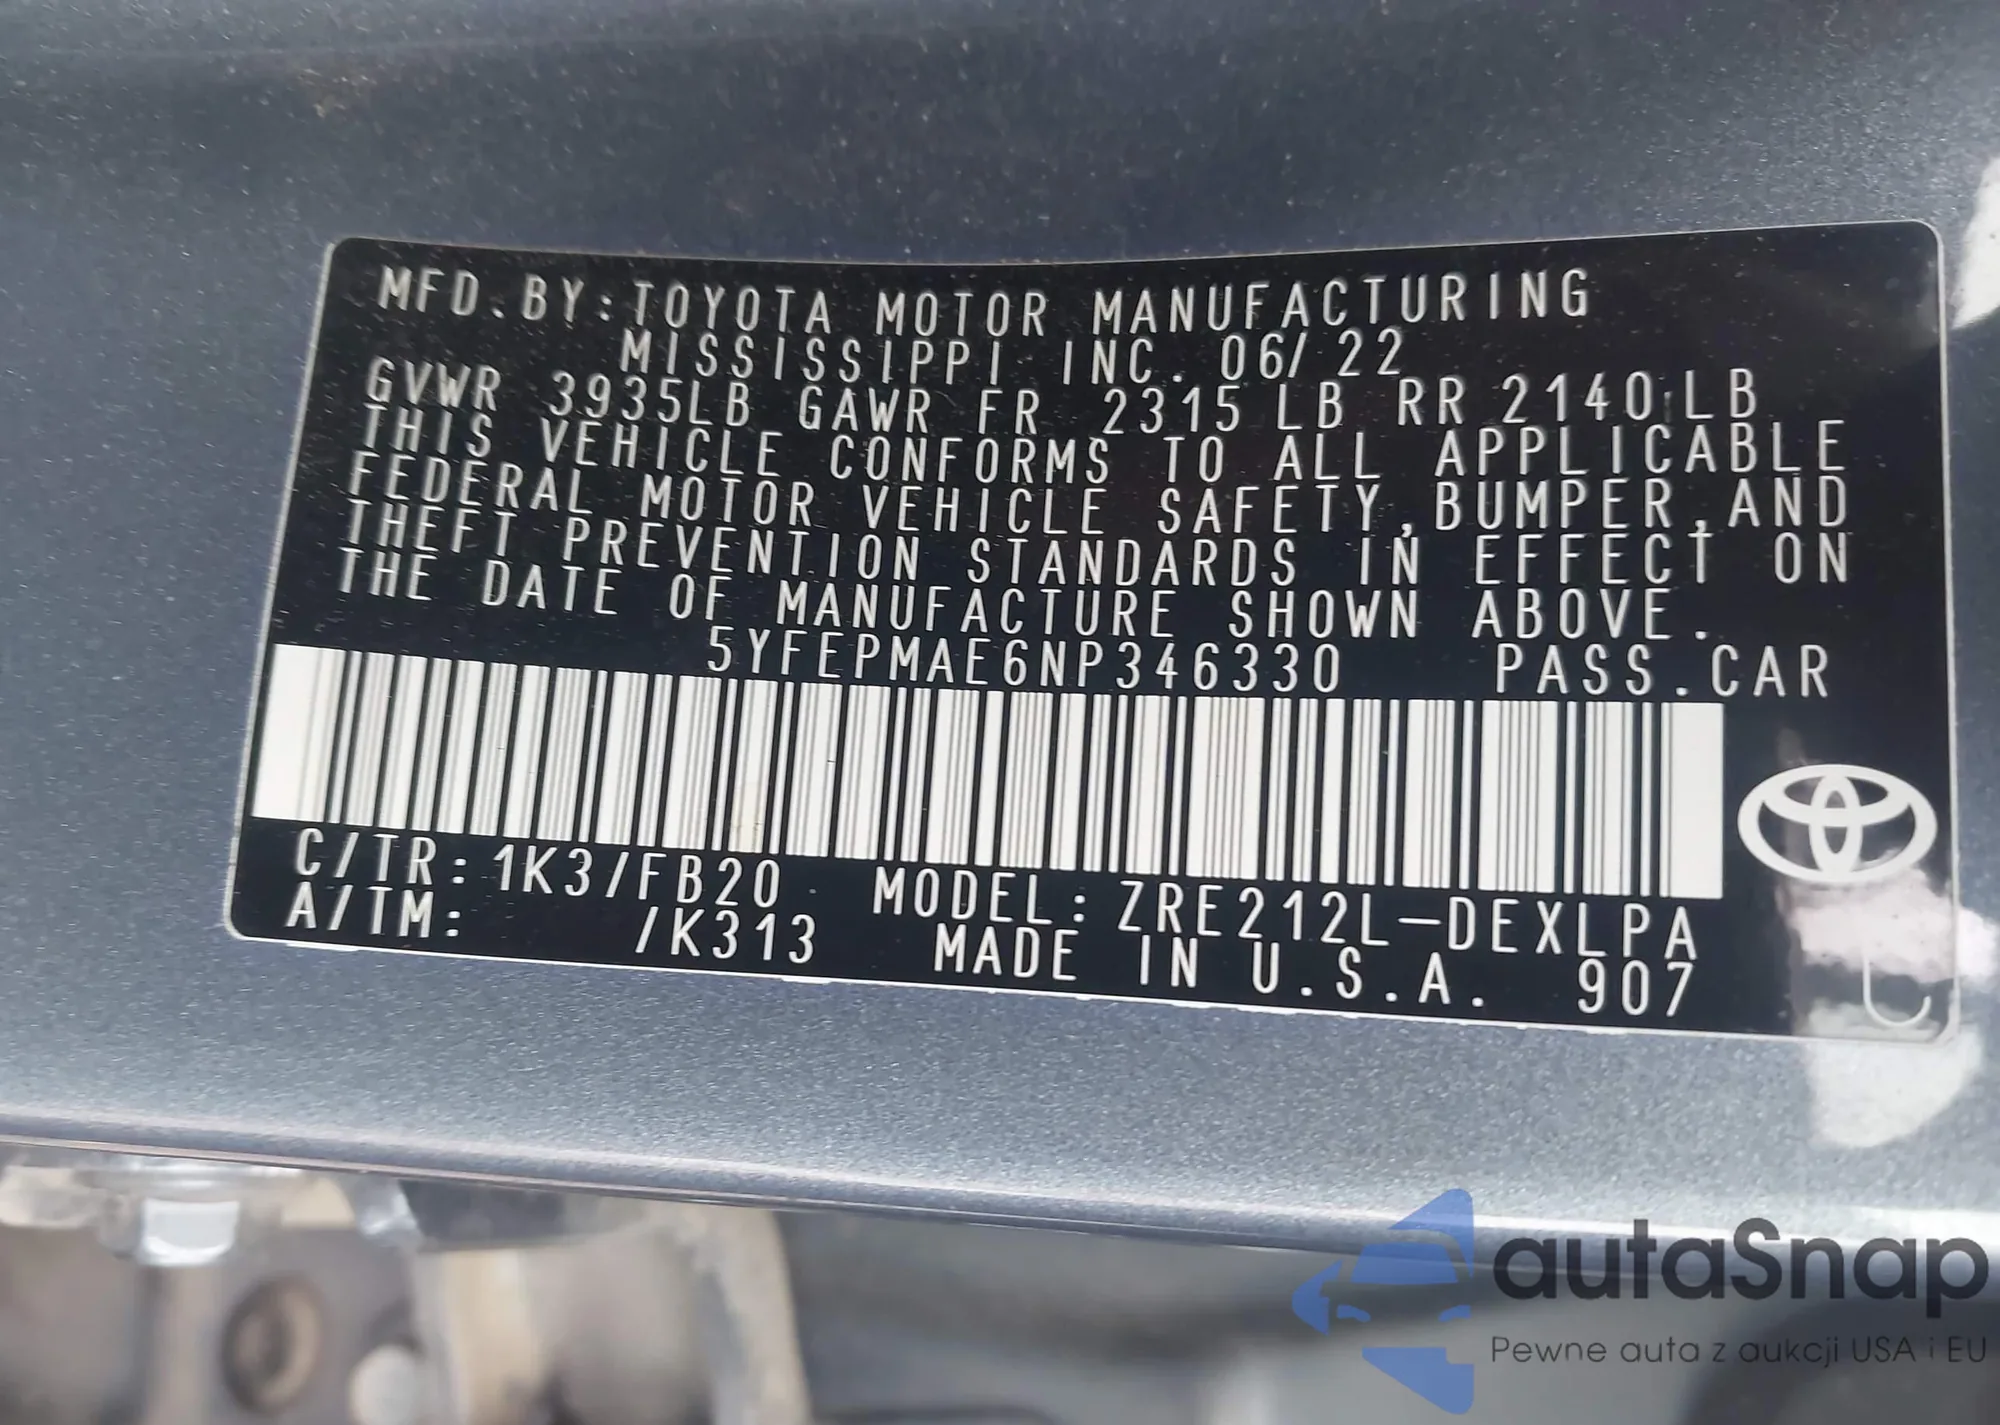 MFD.BY:TOYOTA MOTOR MANUFACTURING
MISSISSIPPI INC. 06/22
GVWR 3935LB GAWR FR 2315 LB RR 2140 LB
THIS VEHICLE CONFORMS TO ALL APPLICABLE
FEDERAL MOTOR VEHICLE SAFETY,BUMPER,AND
THEFT PREVENTION STANDARDS IN EFFECT ON
THE DATE OF MANUFACTURE SHOWN ABOVE.
5YFEPMAE6NP346330 PASS.CAR
C/TR:1K3/FB20 MODEL:ZRE212L-DEXLPA
A/TM: /K313 MADE IN U.S.A. 907
autaSnap
Pewne auta z aukcji USA i EU